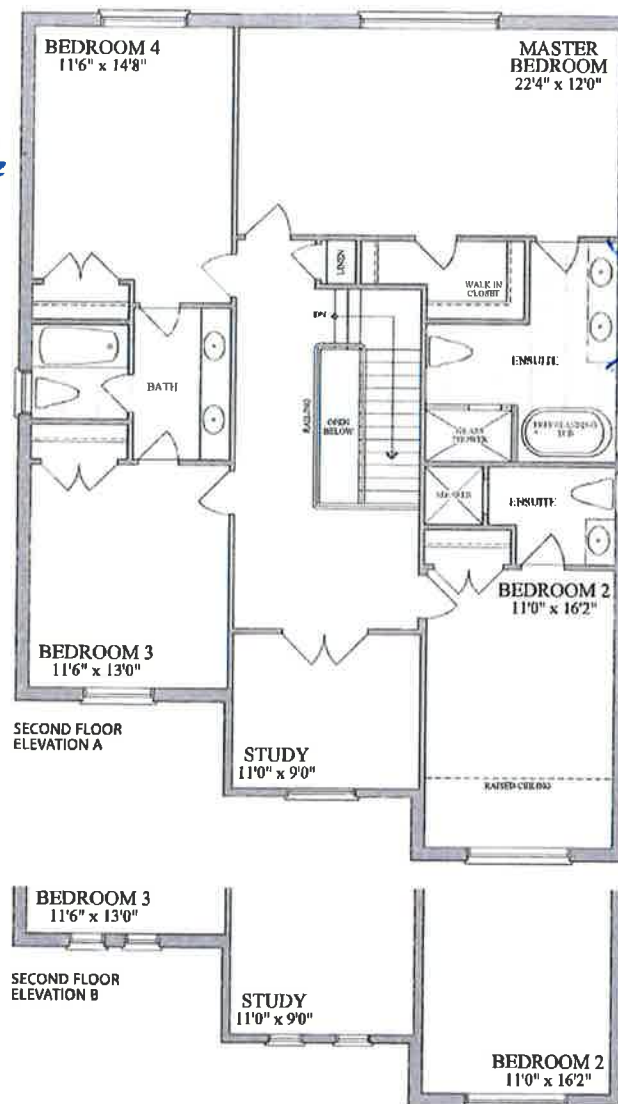 BEDROOM 4
11'6" x 14'8"
MASTER
BEDROOM
22'4" x 12'0"
LINEN
WALK IN
CLOSET
DN
BATH
ENSUITE
RAILING
OPEN
BELOW
GLASS
SHOWER
FREESTANDING
TUB
SHOWER
ENSUITE
BEDROOM 2
11'0" x 16'2"
BEDROOM 3
11'6" x 13'0"
SECOND FLOOR
ELEVATION A
STUDY
11'0" x 9'0"
RAISED CEILING
BEDROOM 3
11'6" x 13'0"
SECOND FLOOR
ELEVATION B
STUDY
11'0" x 9'0"
BEDROOM 2
11'0" x 16'2"